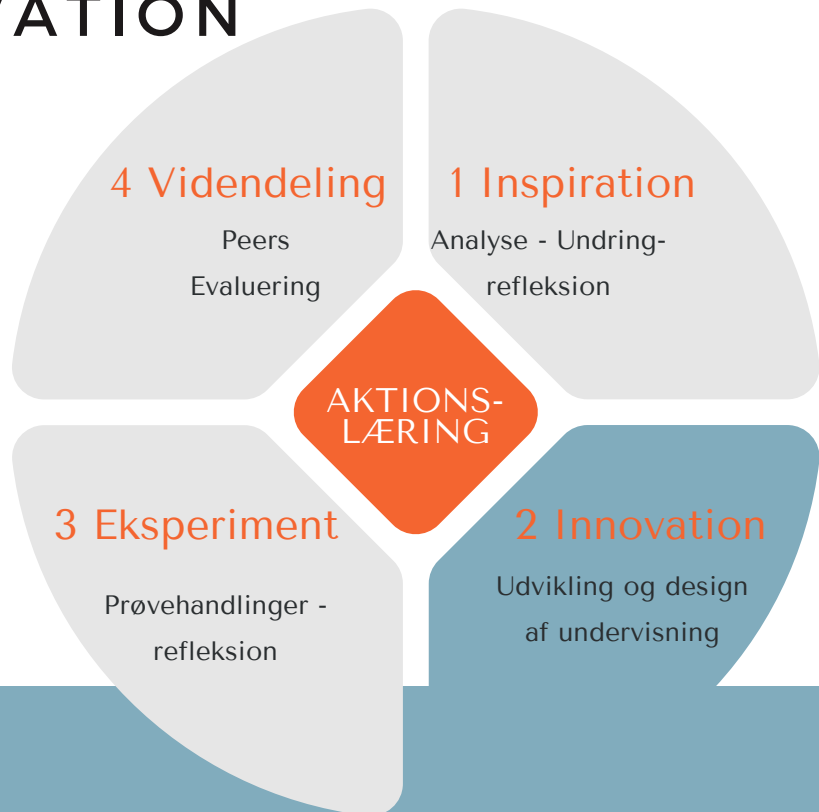 VATION
4 Videndeling
Peers
Evaluering
1 Inspiration
Analyse - Undring-
refleksion
AKTIONS-
LÆRING
3 Eksperiment
Prøvehandlinger -
refleksion
2 Innovation
Udvikling og design
af undervisning